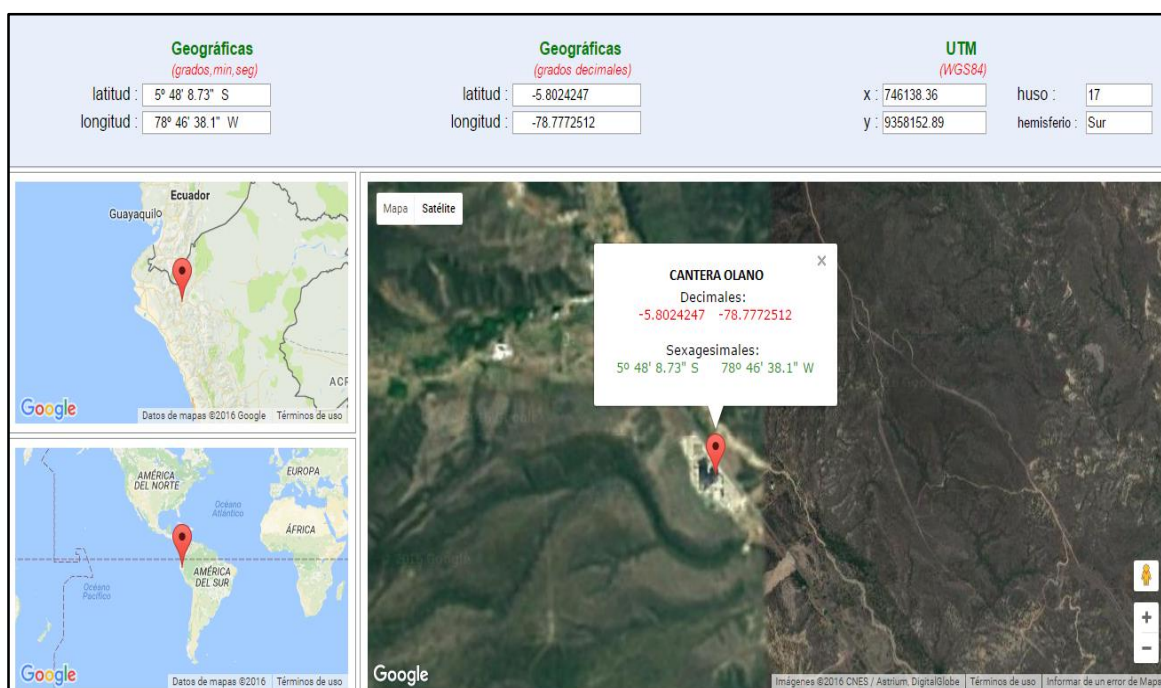 Geográficas
(grados,min,seg)
latitud : 5º 48' 8.73" S
longitud : 78º 46' 38.1" W
Geográficas
(grados decimales)
latitud : -5.8024247
longitud : -78.7772512
UTM
(WGS84)
x : 746138.36 huso : 17
y : 9358152.89 hemisferio : Sur
Ecuador
Guayaquil
ACR
Google
Datos de mapas ©2016 Google Términos de uso
AMÉRICA
DEL NORTE
EUROPA
Océano
Atlántico
ÁFRICA
AMÉRICA
DEL SUR
Océano
Pacífico
Google
Datos de mapas ©2016 Términos de uso
Mapa Satélite
CANTERA OLANO
Decimales:
-5.8024247 -78.7772512
Sexagesimales:
5º 48' 8.73" S 78º 46' 38.1" W
Google
Imágenes ©2016 CNES / Astrium, DigitalGlobe Términos de uso Informar de un error de Maps